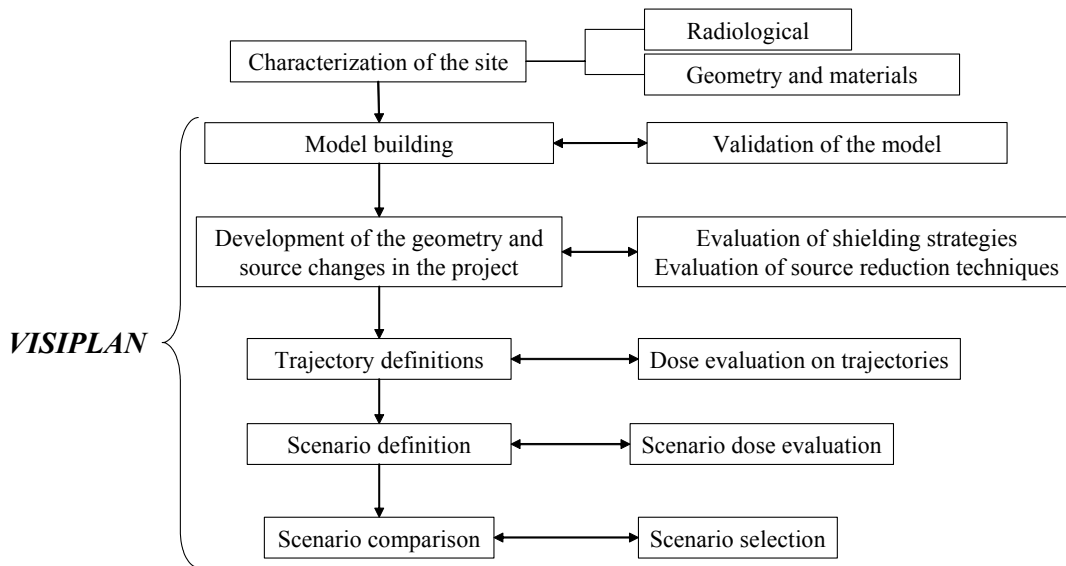 Radiological
Characterization of the site
Geometry and materials
Model building
Validation of the model
Development of the geometry and
source changes in the project
Evaluation of shielding strategies
Evaluation of source reduction techniques
VISIPLAN
Trajectory definitions
Dose evaluation on trajectories
Scenario definition
Scenario dose evaluation
Scenario comparison
Scenario selection